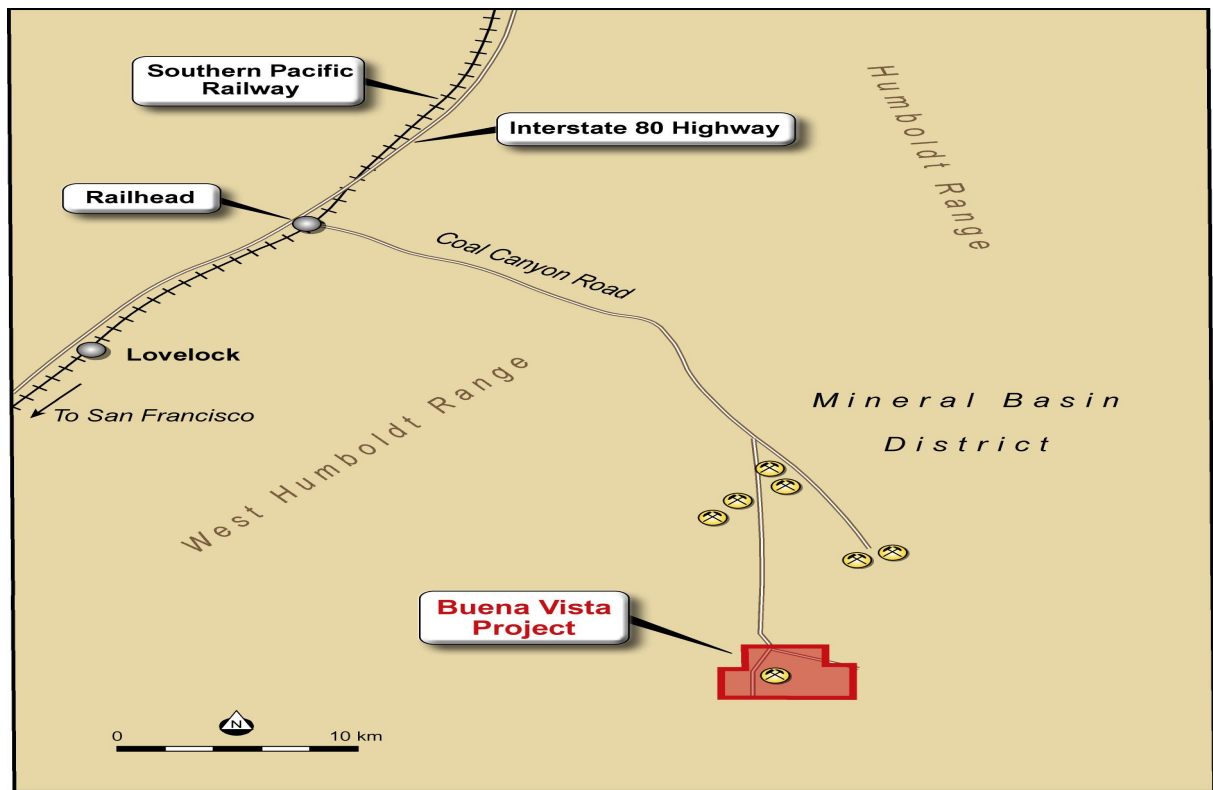 Southern Pacific
Railway
Interstate 80 Highway
Humboldt Range
Railhead
Coal Canyon Road
Lovelock
To San Francisco
West Humboldt Range
Mineral Basin
District
Buena Vista
Project
N
0 10 km